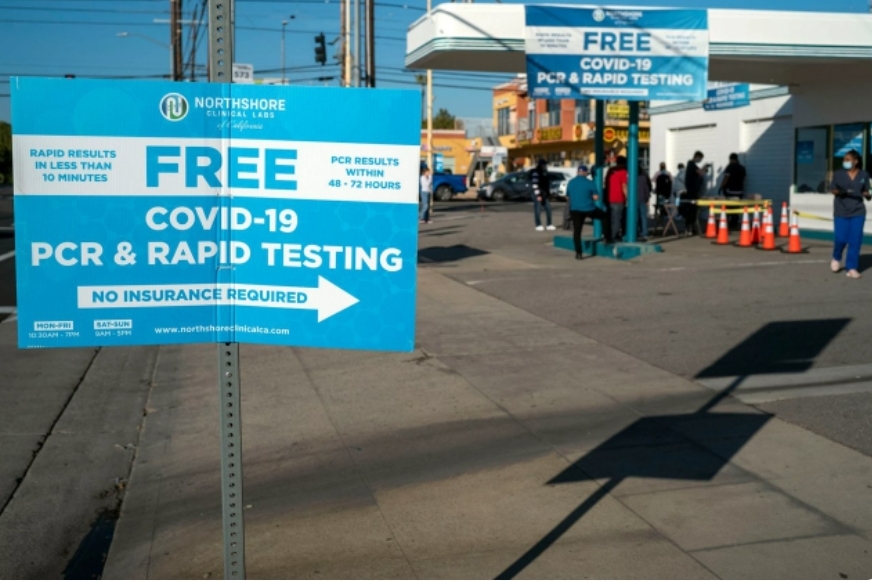 573
NORTHSHORE
CLINICAL LABS
of California
RAPID RESULTS
IN LESS THAN
10 MINUTES
FREE
PCR RESULTS
WITHIN
48 - 72 HOURS
COVID-19
PCR & RAPID TESTING
NO INSURANCE REQUIRED
MON-FRI
10:30AM - 7PM
SAT-SUN
9AM - 5PM
www.northshoreclinicalca.com
NORTHSHORE
FREE
COVID-19
PCR & RAPID TESTING